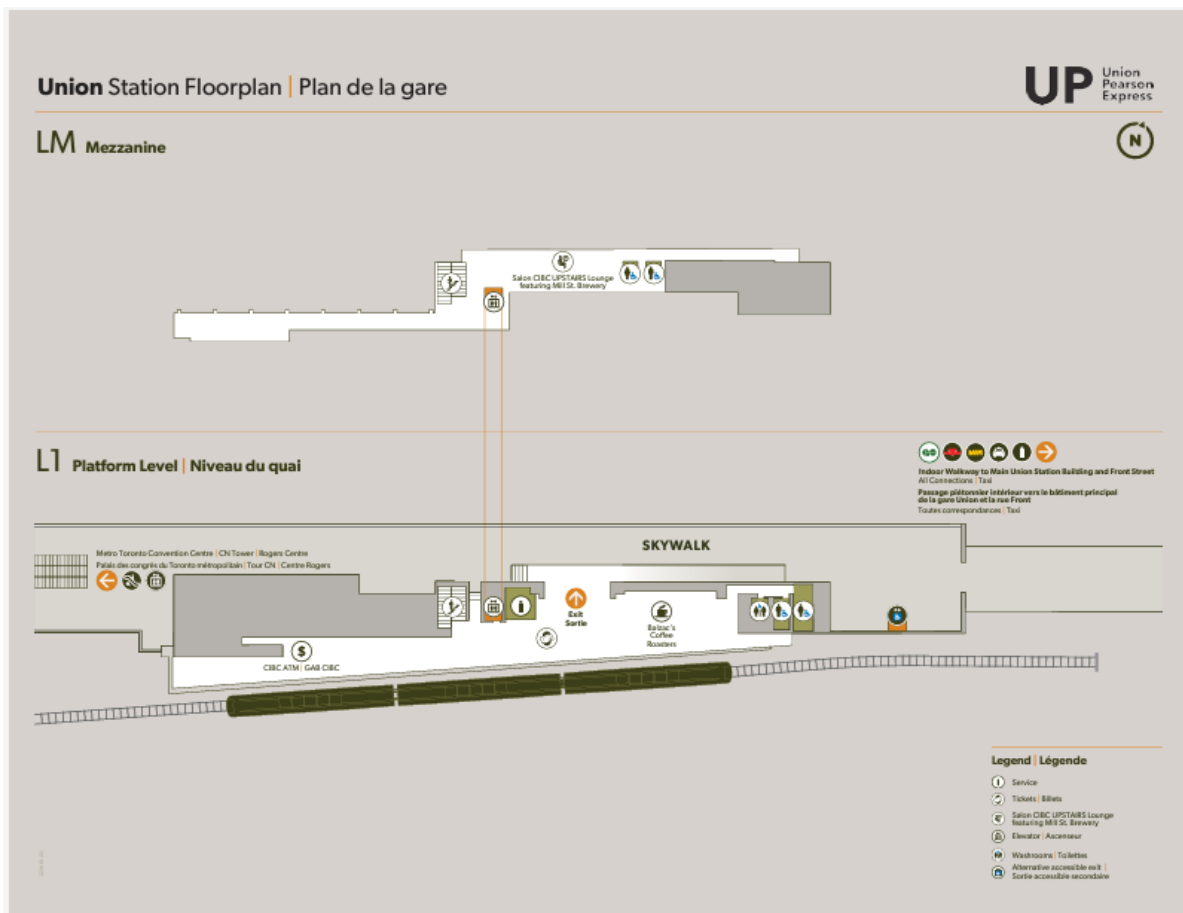 Union Station Floorplan | Plan de la gare
UP Union
Pearson
Express
LM Mezzanine
N
Salon CIBC UPSTAIRS Lounge
featuring Mill St. Brewery
L1 Platform Level | Niveau du quai
GO
Indoor Walkway to Main Union Station Building and Front Street
All Connections | Taxi
Passage piétonnier intérieur vers le bâtiment principal
de la gare Union et la rue Front
Toutes correspondances | Taxi
SKYWALK
Metro Toronto Convention Centre | CN Tower | Rogers Centre
Palais des congrès du Toronto métropolitain | Tour CN | Centre Rogers
Exit
Sortie
Balzac's
Coffee
Roasters
$
CIBC ATM | GAB CIBC
Legend | Légende
Service
Tickets | Billets
Salon CIBC UPSTAIRS Lounge
featuring Mill St. Brewery
Elevator | Ascenseur
Washrooms | Toilettes
Alternative accessible exit |
Sortie accessible secondaire